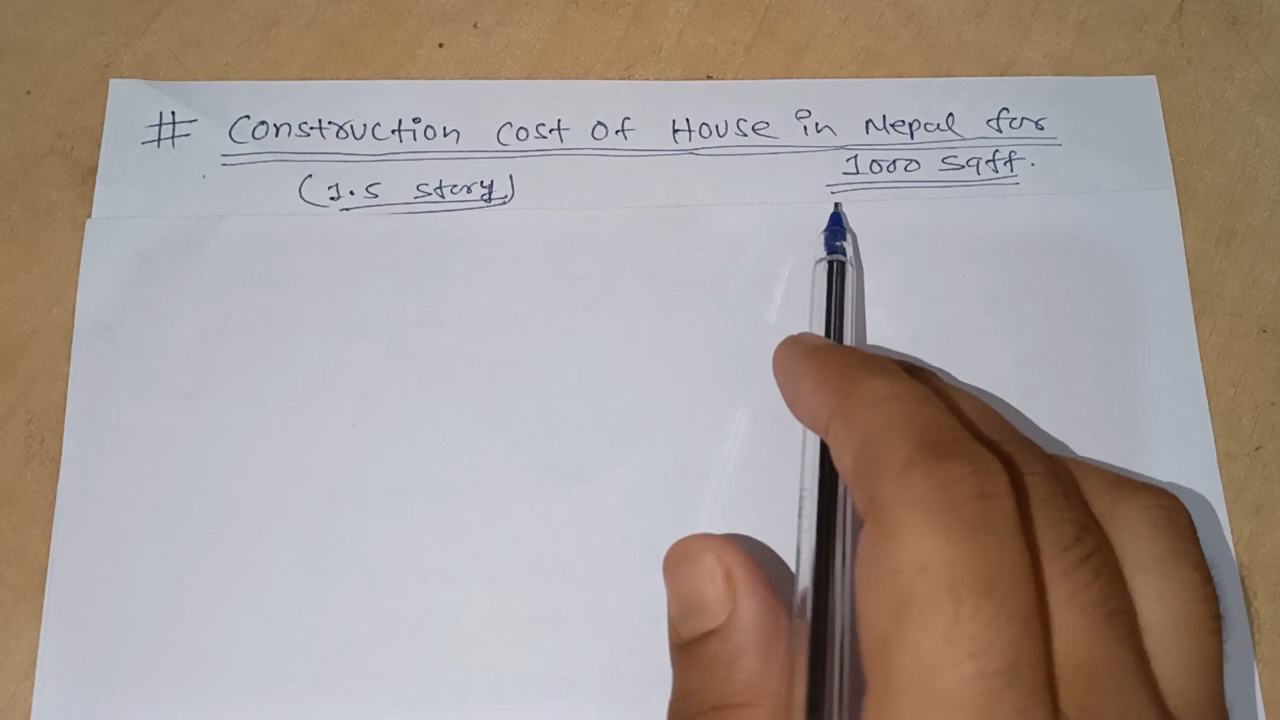 # Construction cost of House in Nepal for
1000 sqft.
(1.5 story)